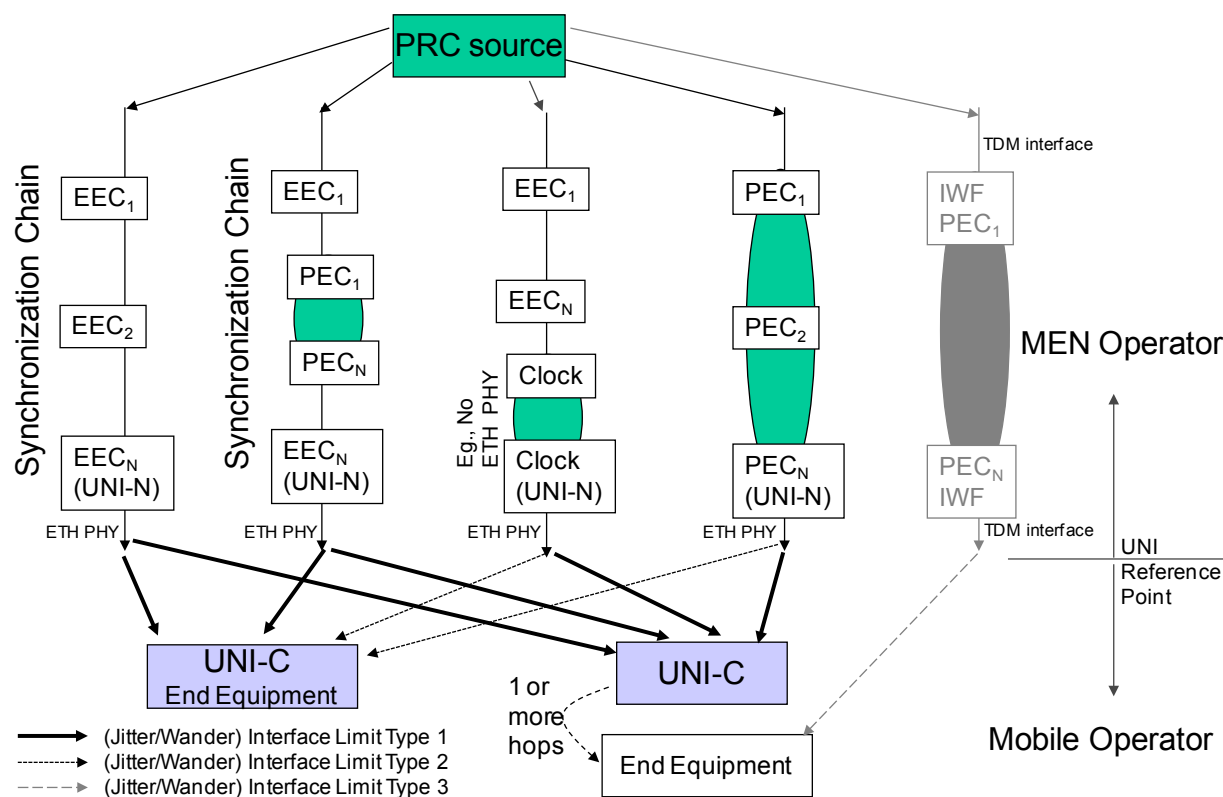 PRC source
Synchronization Chain
EEC1
EEC2
EECN
(UNI-N)
ETH PHY
Synchronization Chain
EEC1
PEC1
PECN
EECN
(UNI-N)
ETH PHY
EEC1
EECN
Eg., No
ETH PHY
Clock
Clock
(UNI-N)
PEC1
PEC2
PECN
(UNI-N)
ETH PHY
TDM interface
IWF
PEC1
PECN
IWF
TDM interface
MEN Operator
UNI
Reference
Point
Mobile Operator
UNI-C
End Equipment
UNI-C
1 or
more
hops
End Equipment
(Jitter/Wander) Interface Limit Type 1
(Jitter/Wander) Interface Limit Type 2
(Jitter/Wander) Interface Limit Type 3